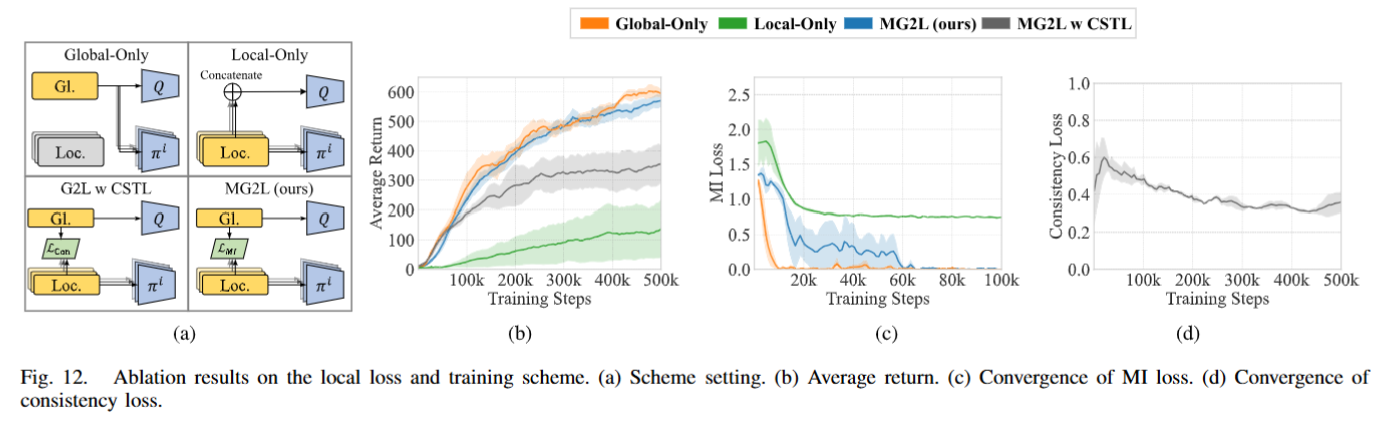 Global-Only Local-Only MG2L (ours) MG2L w CSTL
Global-Only
Gl.
Q
Loc.
π^i
Local-Only
Concatenate
Q
Loc.
π^i
G2L w CSTL
Gl.
Q
ℒ_Con
Loc.
π^i
MG2L (ours)
Gl.
Q
ℒ_MI
Loc.
π^i
(a)
Average Return
600
500
400
300
200
100
0
100k 200k 300k 400k 500k
Training Steps
(b)
MI Loss
2.5
2.0
1.5
1.0
0.5
0.0
20k 40k 60k 80k 100k
Training Steps
(c)
Consistency Loss
1.0
0.8
0.6
0.4
0.2
0.0
100k 200k 300k 400k 500k
Training Steps
(d)
Fig. 12. Ablation results on the local loss and training scheme. (a) Scheme setting. (b) Average return. (c) Convergence of MI loss. (d) Convergence of
consistency loss.